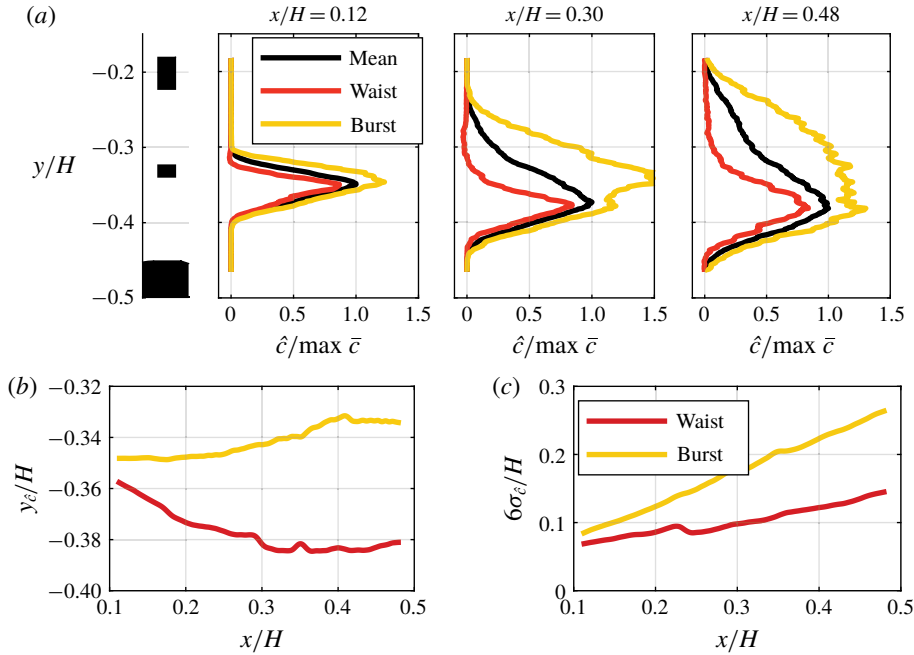 (a)
x/H = 0.12
x/H = 0.30
x/H = 0.48
y/H
−0.2
−0.3
−0.4
−0.5
Mean
Waist
Burst
0 0.5 1.0 1.5
0 0.5 1.0 1.5
0 0.5 1.0 1.5
ĉ/max c̄
ĉ/max c̄
ĉ/max c̄
(b)
y_ĉ/H
−0.32
−0.34
−0.36
−0.38
−0.40
0.1 0.2 0.3 0.4 0.5
x/H
(c)
6σ_ĉ/H
0.3
0.2
0.1
0
Waist
Burst
0.1 0.2 0.3 0.4 0.5
x/H